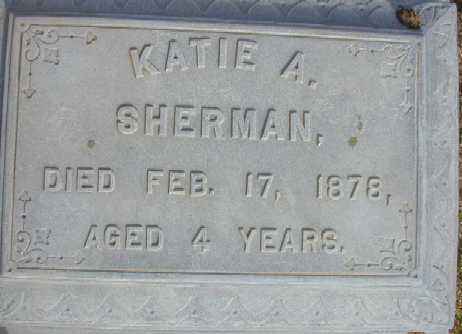 KATIE A.
SHERMAN,
DIED FEB. 17, 1878,
AGED 4 YEARS.